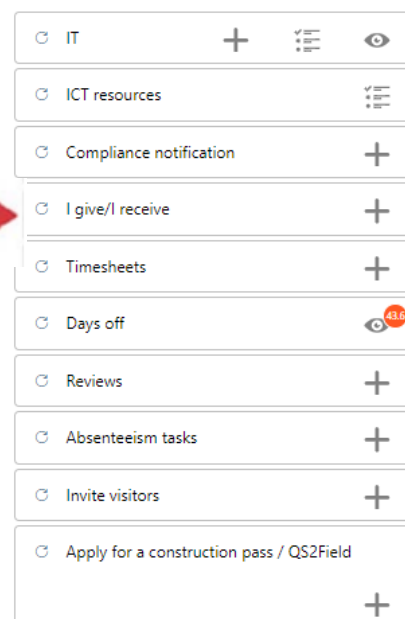 IT
ICT resources
Compliance notification
I give/I receive
Timesheets
Days off
43.6
Reviews
Absenteeism tasks
Invite visitors
Apply for a construction pass / QS2Field